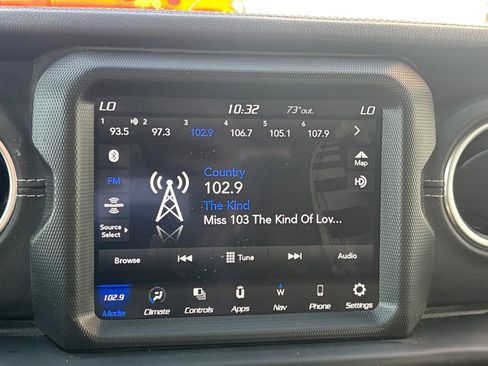 LO 10:32 73°out. LO
1 2 3 4 5 6
93.5 97.3 102.9 106.7 105.1 107.9
Map
Country
FM
102.9
The Kind
SiriusXM
Miss 103 The Kind Of Lov...
Source
Select
Browse Tune Audio
102.9 W
Media Climate Controls Apps Nav Phone Settings